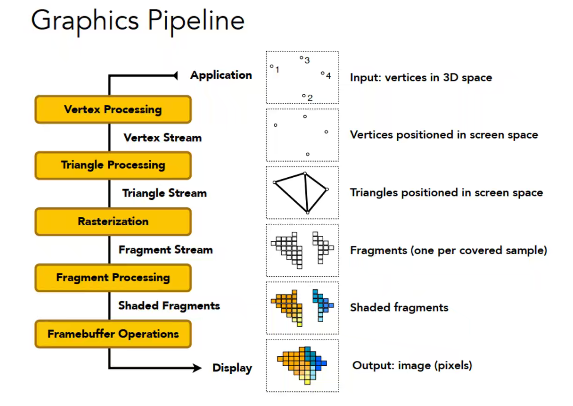 Graphics Pipeline
Application
1
3
4
2
Input: vertices in 3D space
Vertex Processing
Vertex Stream
Vertices positioned in screen space
Triangle Processing
Triangle Stream
Triangles positioned in screen space
Rasterization
Fragment Stream
Fragments (one per covered sample)
Fragment Processing
Shaded Fragments
Shaded fragments
Framebuffer Operations
Display
Output: image (pixels)